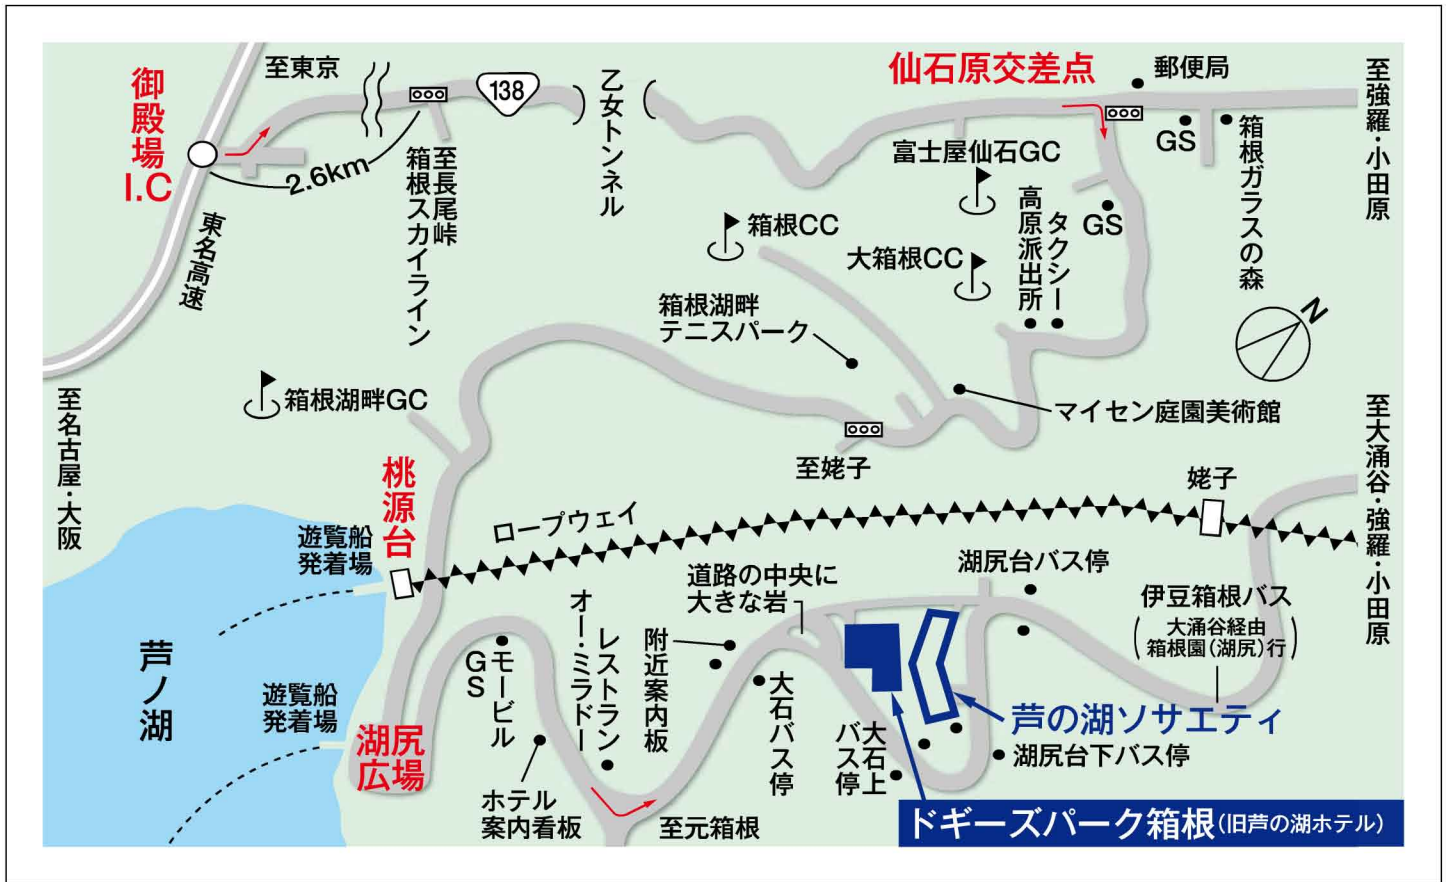 御殿場
I.C
至東京
138
2.6km
至長尾峠
箱根スカイライン
東名高速
至名古屋・大阪
乙女トンネル
仙石原交差点
郵便局
GS
箱根ガラスの森
至強羅・小田原
富士屋仙石GC
GS
タクシー
高原派出所
箱根CC
大箱根CC
箱根湖畔
テニスパーク
N
箱根湖畔GC
マイセン庭園美術館
至姥子
姥子
至大涌谷・強羅・小田原
桃源台
ロープウェイ
遊覧船
発着場
芦ノ湖
遊覧船
発着場
湖尻
広場
モービル
GS
ホテル
案内看板
レストラン
オー・ミラドー
附近案内板
道路の中央に
大きな岩
大石バス停
至元箱根
大石上
バス停
湖尻台バス停
伊豆箱根バス
(大涌谷経由
箱根園(湖尻)行)
芦の湖ソサエティ
湖尻台下バス停
ドギーズパーク箱根(旧芦の湖ホテル)